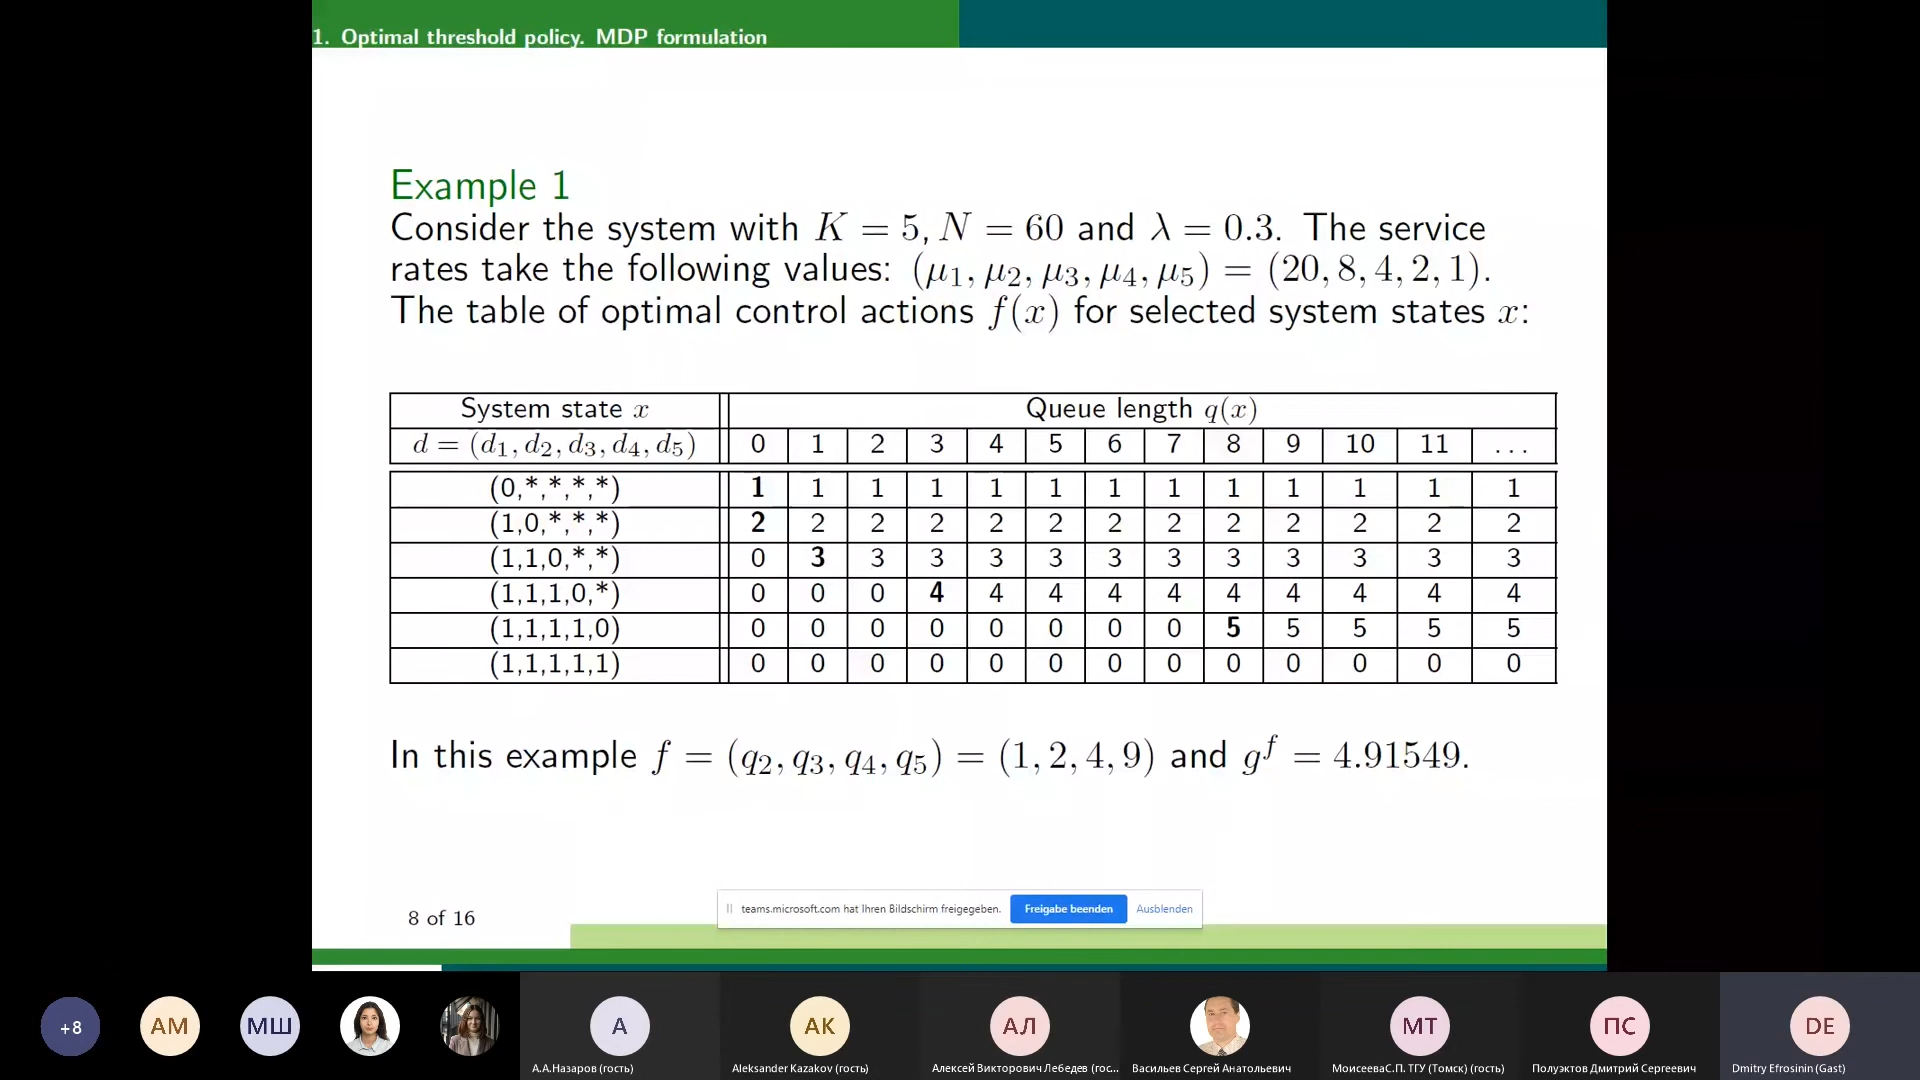 1. Optimal threshold policy. MDP formulation
Example 1
Consider the system with K = 5, N = 60 and λ = 0.3. The service
rates take the following values: (μ₁, μ₂, μ₃, μ₄, μ₅) = (20, 8, 4, 2, 1).
The table of optimal control actions f(x) for selected system states x:
System state x Queue length q(x)
d = (d₁, d₂, d₃, d₄, d₅) 0 1 2 3 4 5 6 7 8 9 10 11 ...
(0,*,*,*,*) 1 1 1 1 1 1 1 1 1 1 1 1 1
(1,0,*,*,*) 2 2 2 2 2 2 2 2 2 2 2 2 2
(1,1,0,*,*) 0 3 3 3 3 3 3 3 3 3 3 3 3
(1,1,1,0,*) 0 0 0 4 4 4 4 4 4 4 4 4 4
(1,1,1,1,0) 0 0 0 0 0 0 0 0 5 5 5 5 5
(1,1,1,1,1) 0 0 0 0 0 0 0 0 0 0 0 0 0
In this example f = (q₂, q₃, q₄, q₅) = (1, 2, 4, 9) and gᶠ = 4.91549.
teams.microsoft.com hat Ihren Bildschirm freigegeben. Freigabe beenden Ausblenden
8 of 16
+8 АМ МШ А АК АЛ МТ ПС DE
А.А.Назаров (гость) Aleksander Kazakov (гость) Алексей Викторович Лебедев (гос... Васильев Сергей Анатольевич МоисееваС.П. ТГУ (Томск) (гость) Полуэктов Дмитрий Сергеевич Dmitry Efrosinin (Gast)